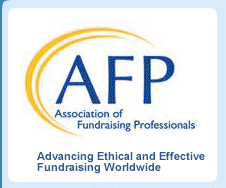 AFP
Association of
Fundraising Professionals
Advancing Ethical and Effective
Fundraising Worldwide